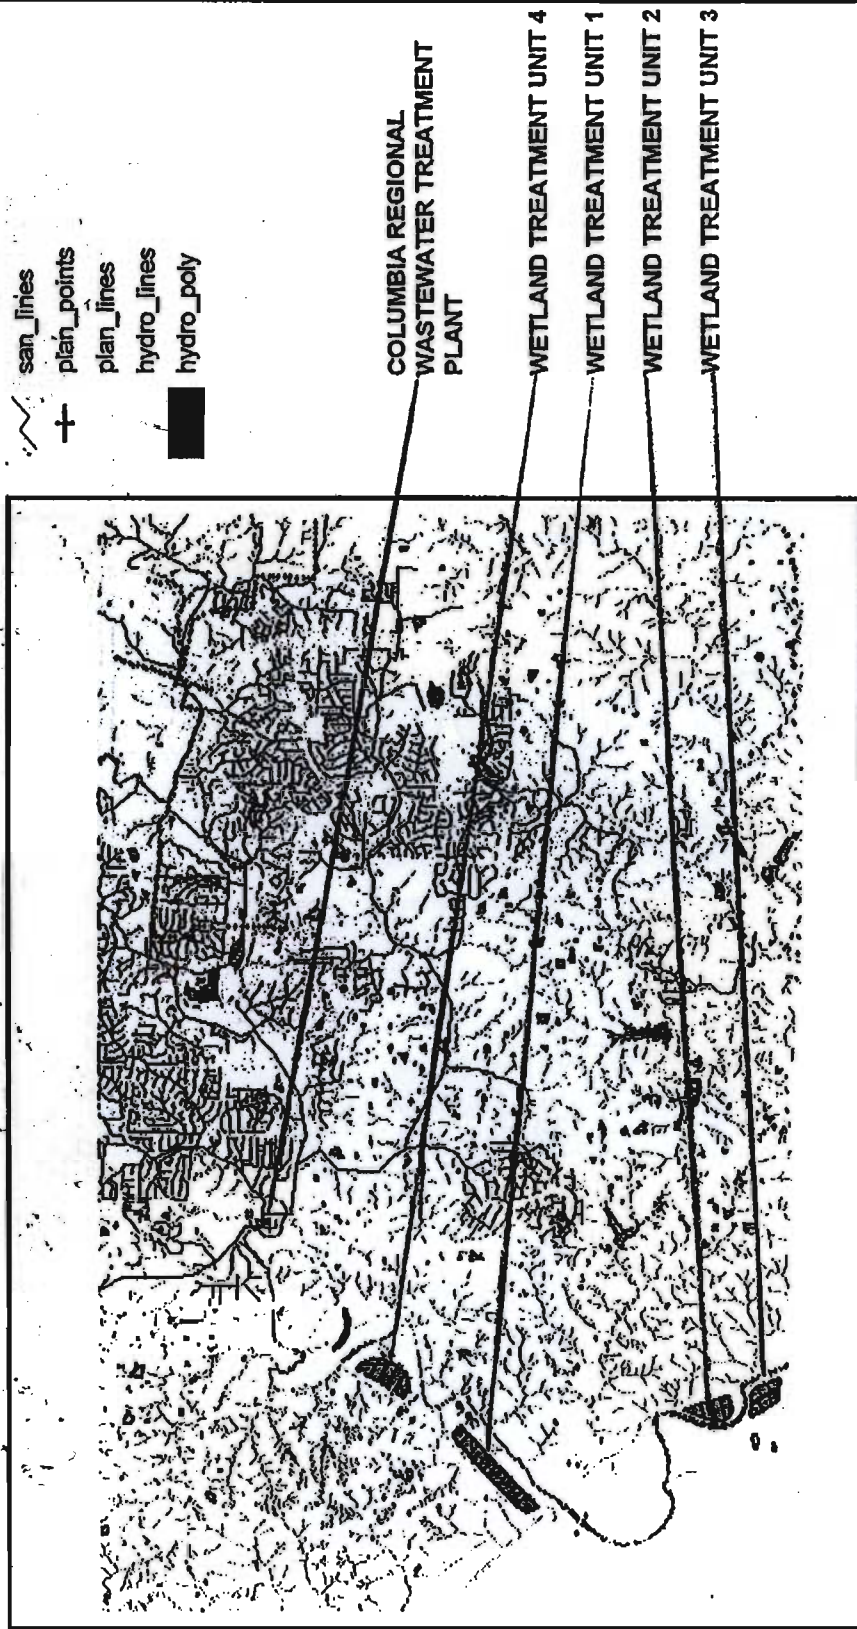 san_lines
plan_points
plan_lines
hydro_lines
hydro_poly
COLUMBIA REGIONAL
WASTEWATER TREATMENT
PLANT
WETLAND TREATMENT UNIT 4
WETLAND TREATMENT UNIT 1
WETLAND TREATMENT UNIT 2
WETLAND TREATMENT UNIT 3